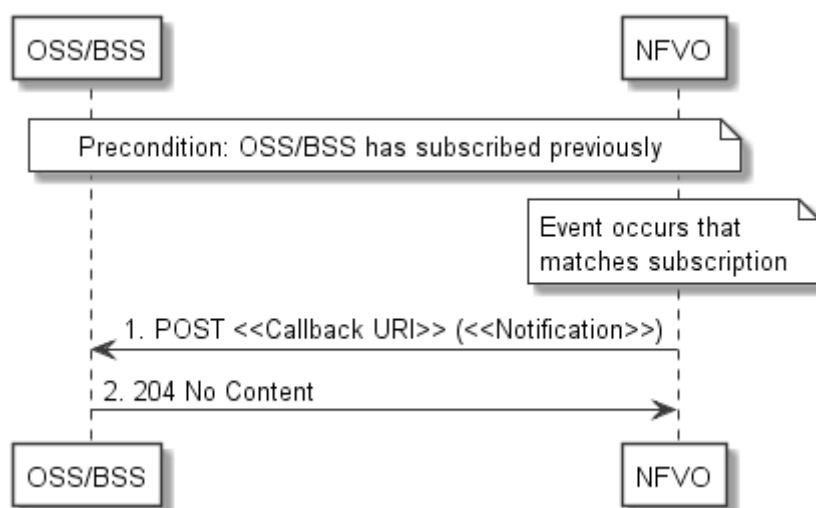 OSS/BSS
NFVO
Precondition: OSS/BSS has subscribed previously
Event occurs that
matches subscription
1. POST <<Callback URI>> (<<Notification>>)
2. 204 No Content
OSS/BSS
NFVO